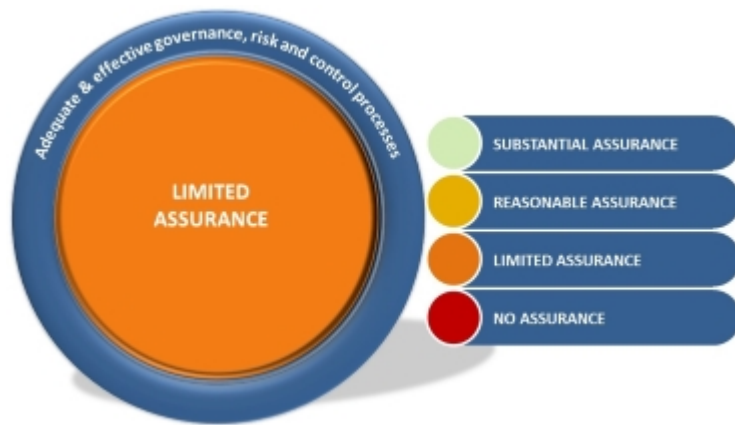 Adequate & effective governance, risk and control processes
LIMITED
ASSURANCE
SUBSTANTIAL ASSURANCE
REASONABLE ASSURANCE
LIMITED ASSURANCE
NO ASSURANCE